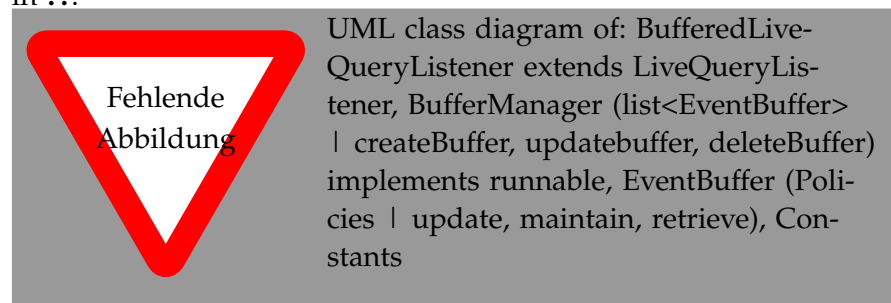 in ...
Fehlende
Abbildung
UML class diagram of: BufferedLive-
QueryListener extends LiveQueryLis-
tener, BufferManager (list<EventBuffer>
| createBuffer, updatebuffer, deleteBuffer)
implements runnable, EventBuffer (Poli-
cies | update, maintain, retrieve), Con-
stants